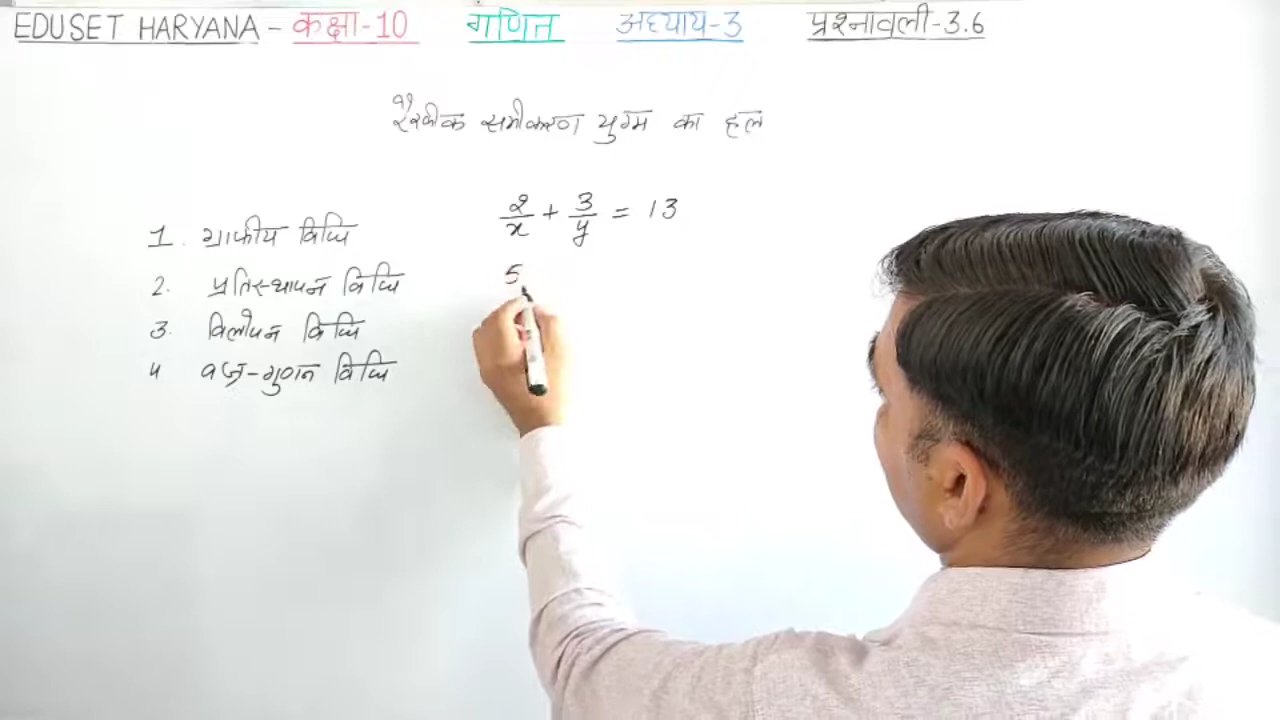 EDUSET HARYANA – कक्षा-10 गणित अध्याय-3 प्रश्नावली-3.6
समीकरण युग्म का हल
2/x + 3/y = 13
1. ग्राफीय विधि
5
2. प्रतिस्थापन विधि
3. विलोपन विधि
4 वज्र-गुणन विधि